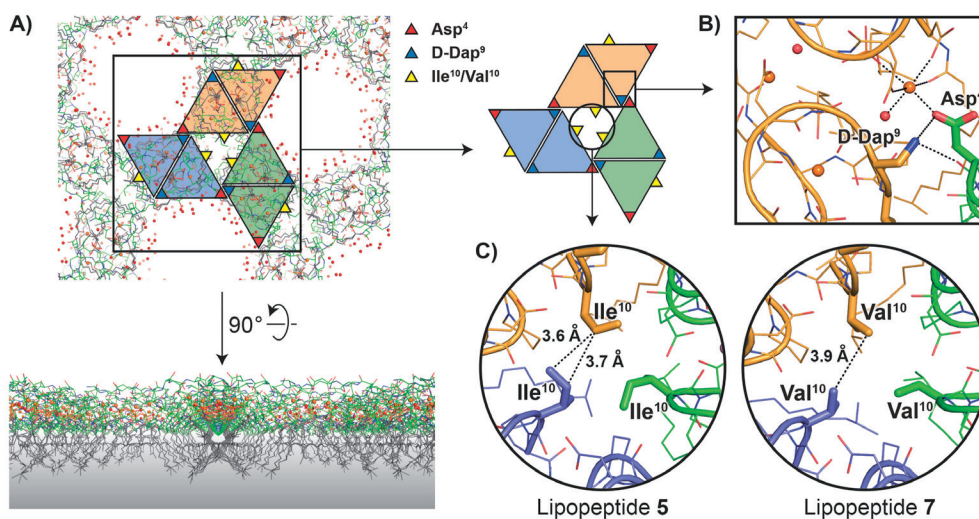 A)
Asp⁴
D-Dap⁹
Ile¹⁰/Val¹⁰
B)
D-Dap⁹
90°
C)
Ile¹⁰
3.6 Å
3.7 Å
Ile¹⁰
Ile¹⁰
Val¹⁰
3.9 Å
Val¹⁰
Val¹⁰
Lipopeptide 5
Lipopeptide 7